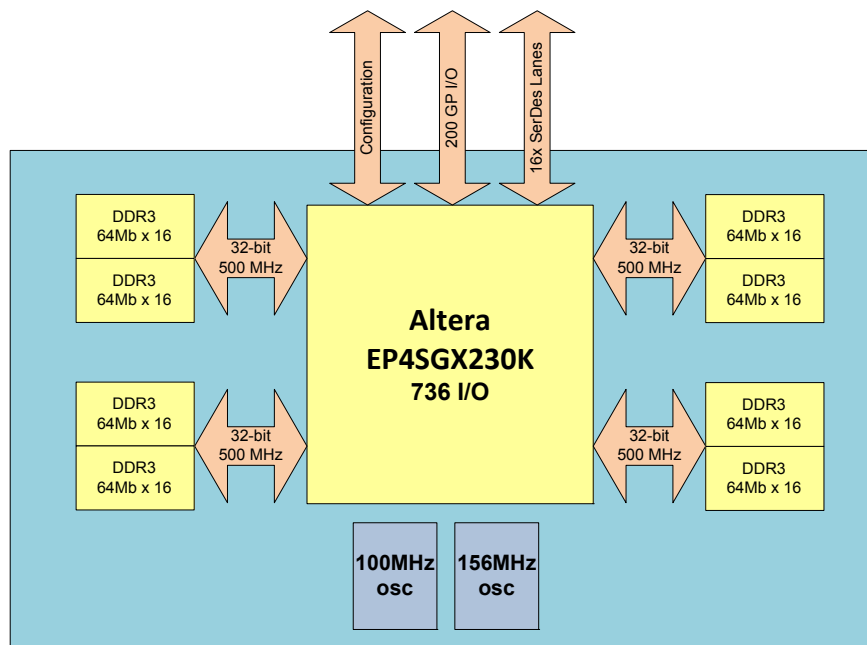 Configuration
200 GP I/O
16x SerDes Lanes
DDR3
64Mb x 16
DDR3
64Mb x 16
32-bit
500 MHz
32-bit
500 MHz
DDR3
64Mb x 16
DDR3
64Mb x 16
Altera
EP4SGX230K
736 I/O
DDR3
64Mb x 16
DDR3
64Mb x 16
32-bit
500 MHz
32-bit
500 MHz
DDR3
64Mb x 16
DDR3
64Mb x 16
100MHz
osc
156MHz
osc